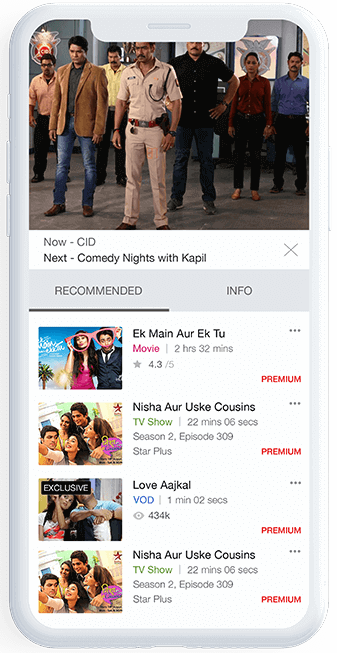 Now - CID
Next - Comedy Nights with Kapil
RECOMMENDED
INFO
Ek Main Aur Ek Tu
Movie | 2 hrs 32 mins
4.3 /5
PREMIUM
Nisha Aur Uske Cousins
TV Show | 22 mins 06 secs
Season 2, Episode 309
Star Plus
PREMIUM
EXCLUSIVE
Love Aajkal
VOD | 1 min 02 secs
434k
PREMIUM
Nisha Aur Uske Cousins
TV Show | 22 mins 06 secs
Season 2, Episode 309
Star Plus
PREMIUM